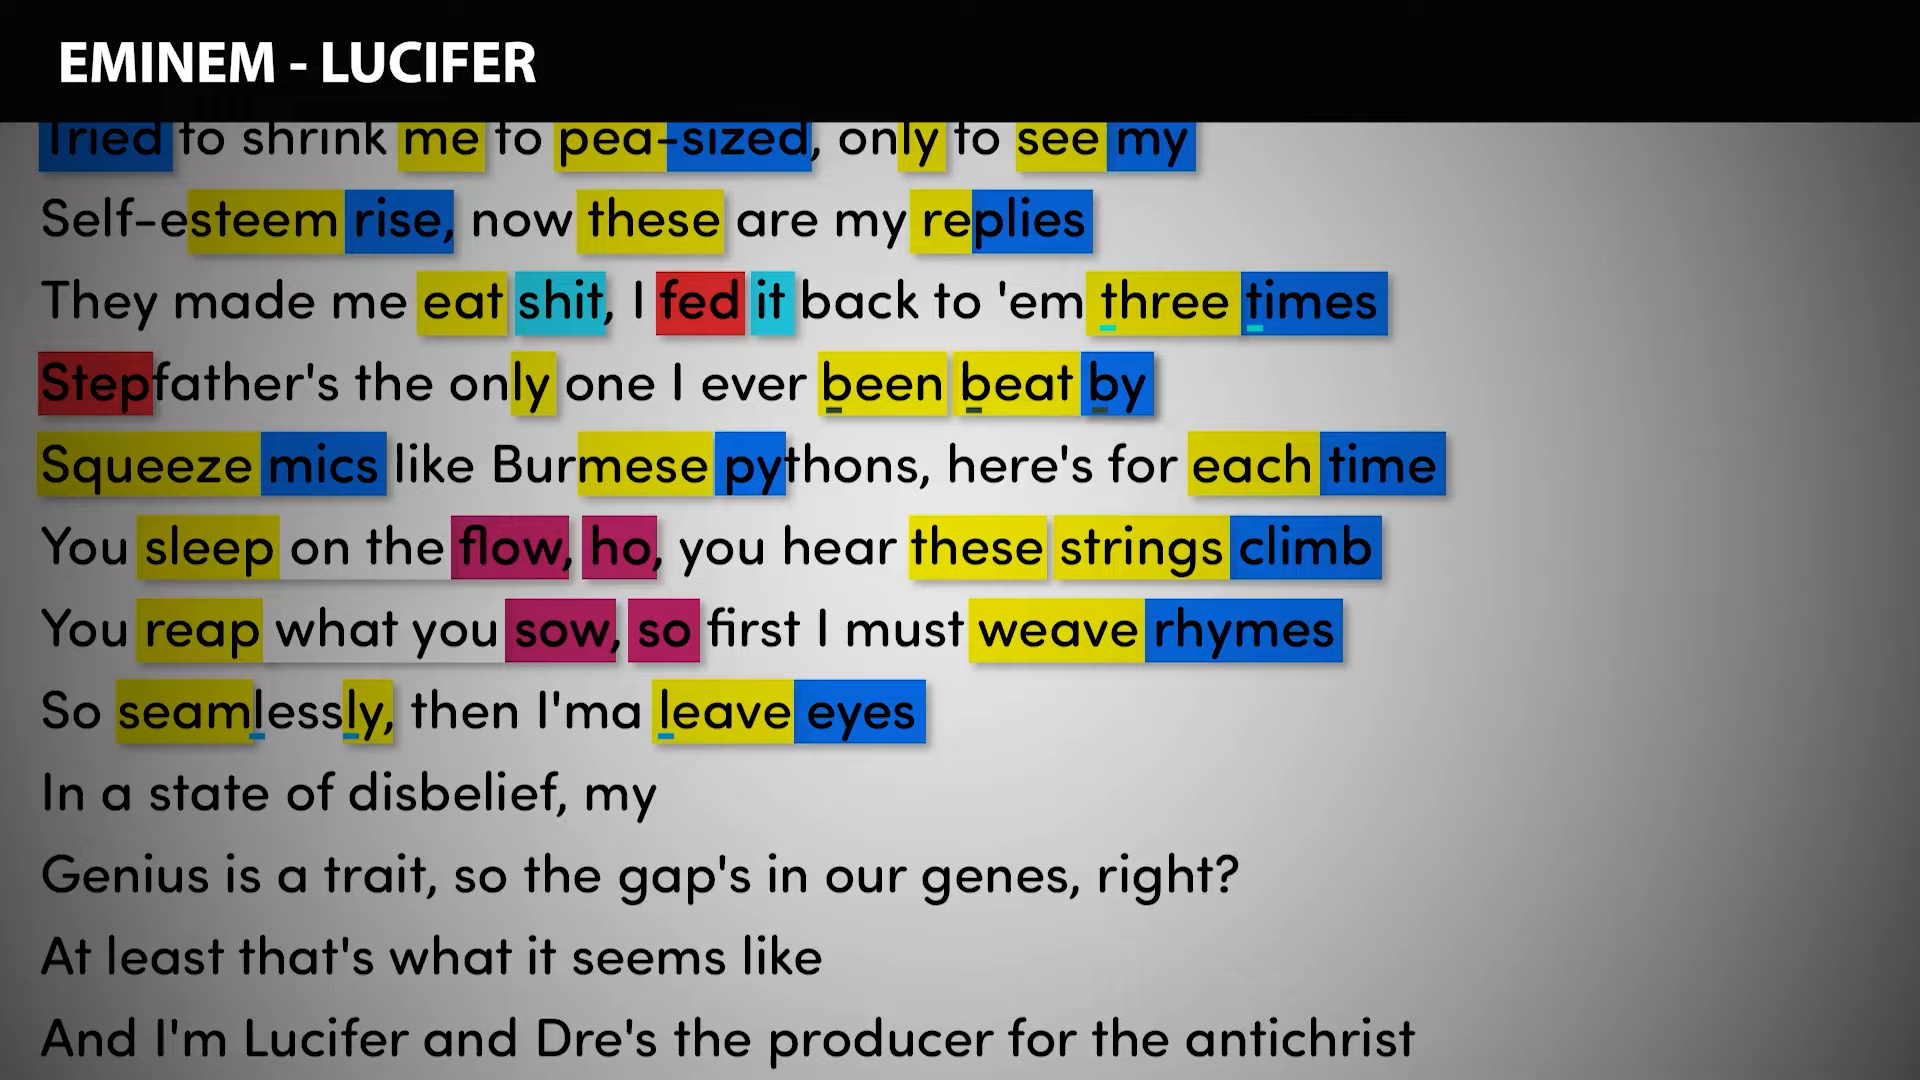 EMINEM - LUCIFER
Tried to shrink me to pea-sized, only to see my
Self-esteem rise, now these are my replies
They made me eat shit, I fed it back to 'em three times
Stepfather's the only one I ever been beat by
Squeeze mics like Burmese pythons, here's for each time
You sleep on the flow, ho, you hear these strings climb
You reap what you sow, so first I must weave rhymes
So seamlessly, then I'ma leave eyes
In a state of disbelief, my
Genius is a trait, so the gap's in our genes, right?
At least that's what it seems like
And I'm Lucifer and Dre's the producer for the antichrist